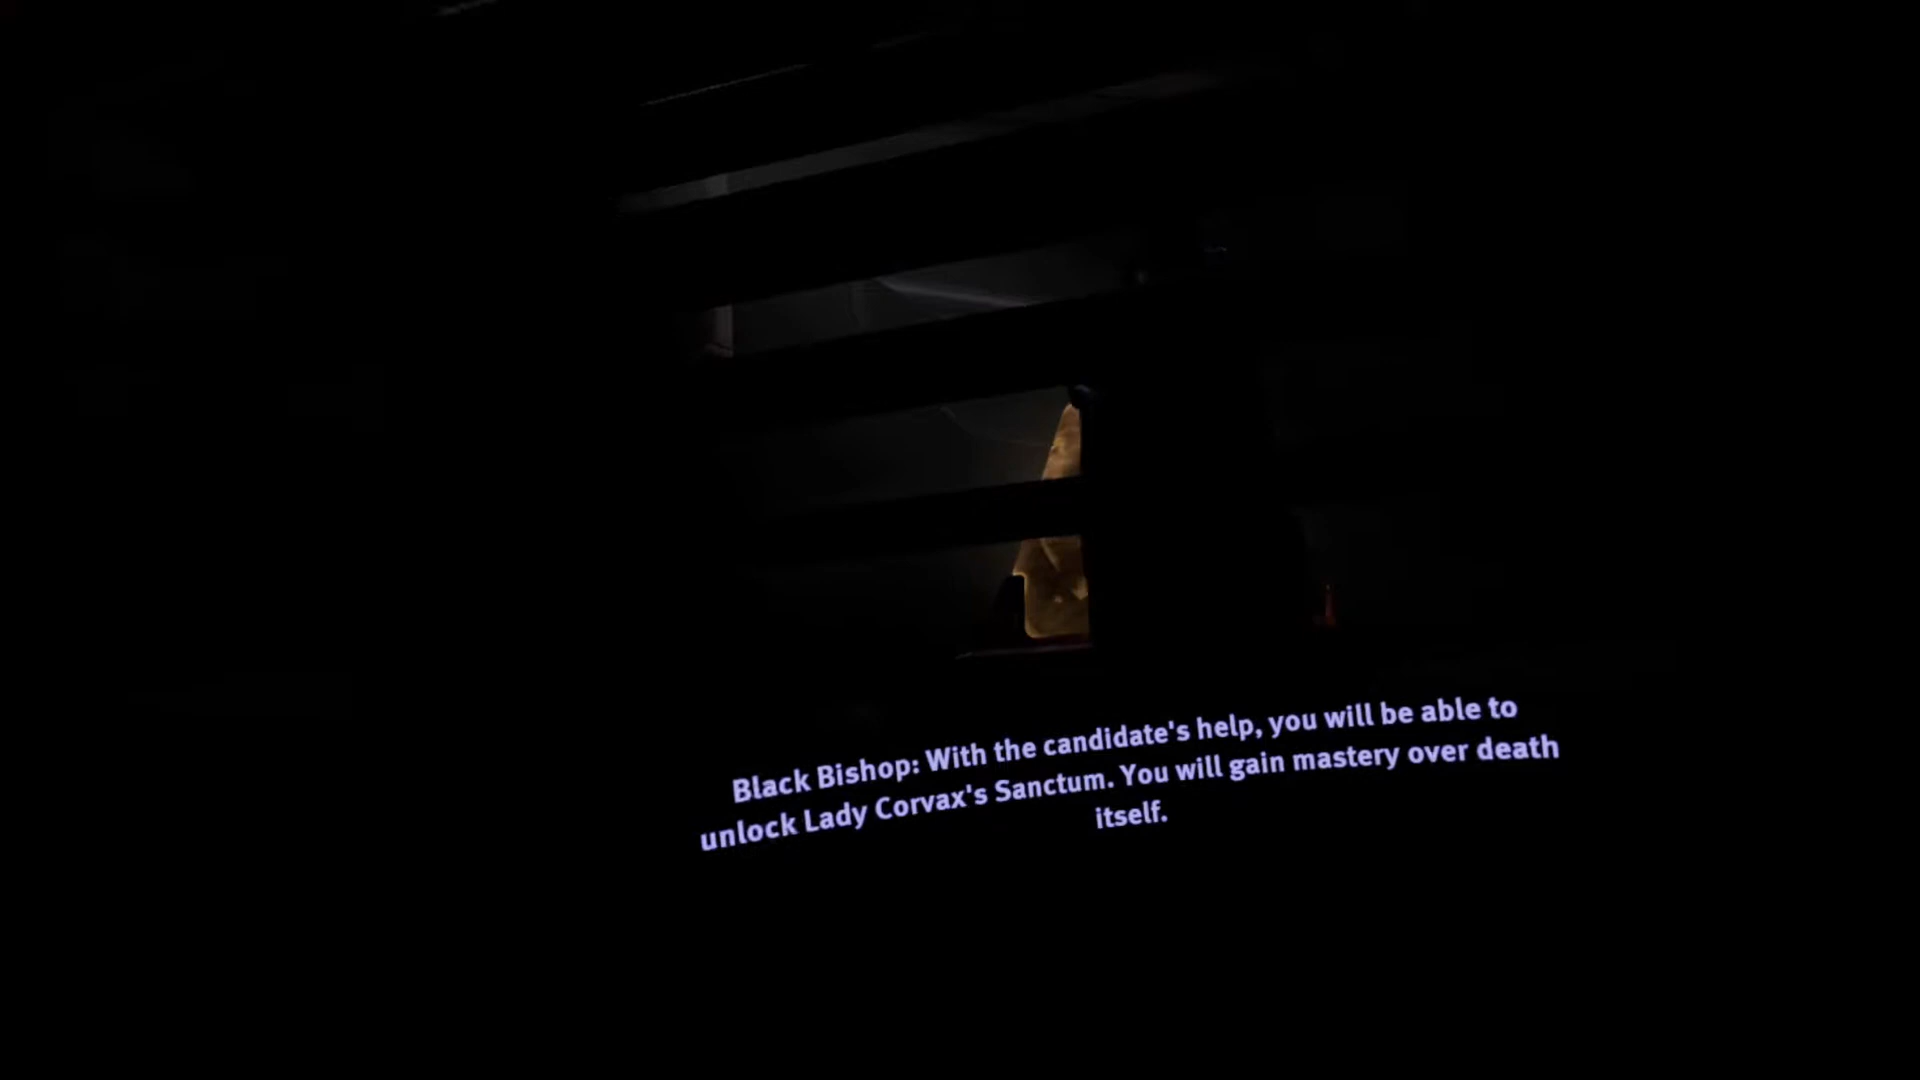 Black Bishop: With the candidate's help, you will be able to
unlock Lady Corvax's Sanctum. You will gain mastery over death
itself.